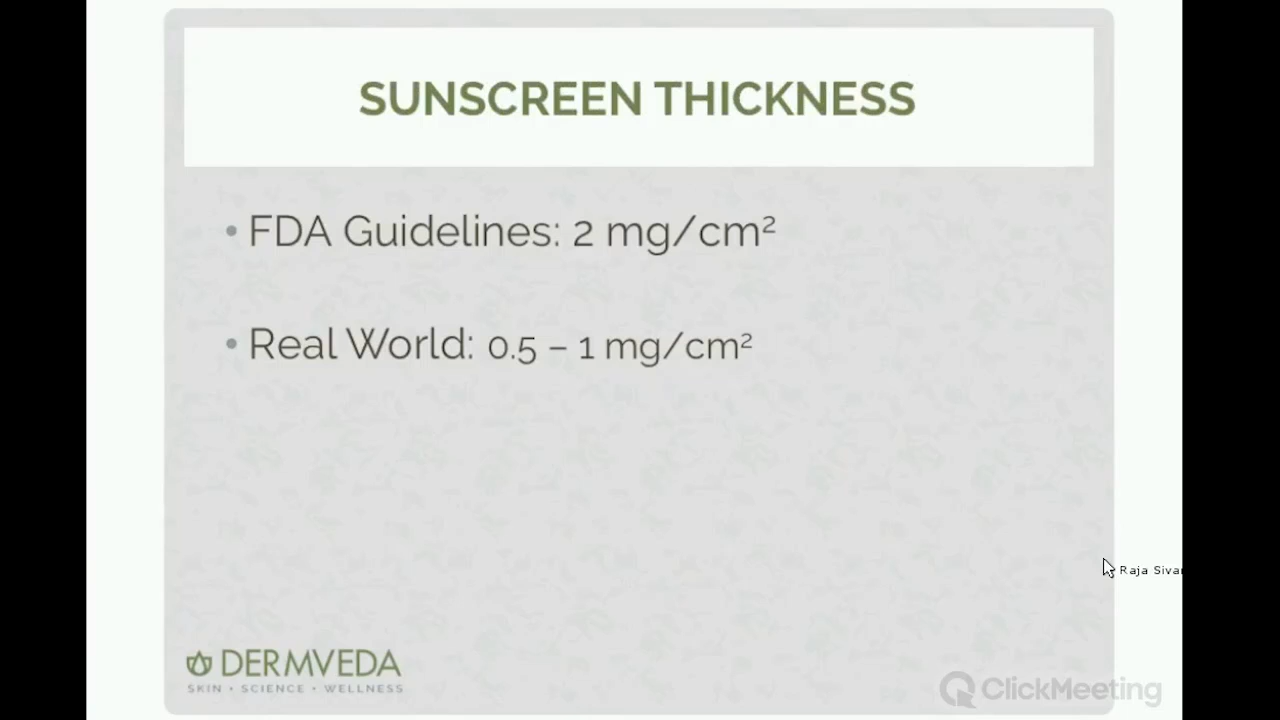 SUNSCREEN THICKNESS
• FDA Guidelines: 2 mg/cm²
• Real World: 0.5 – 1 mg/cm²
Raja
DERMVEDA
SKIN • SCIENCE • WELLNESS
ClickMeeting